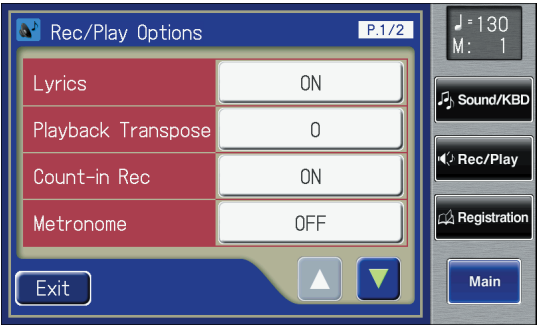 Rec/Play Options P.1/2
Lyrics ON
Playback Transpose 0
Count-in Rec ON
Metronome OFF
Exit
♩=130
M: 1
Sound/KBD
Rec/Play
Registration
Main